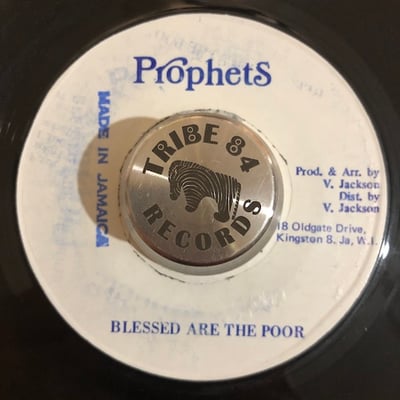 Prophets
MADE IN JAMAICA
TRIBE 84
RECORDS
Prod. & Arr. by
V. Jackson
Dist. by
V. Jackson
18 Oldgate Drive,
Kingston 8. Ja, W.I.
BLESSED ARE THE POOR